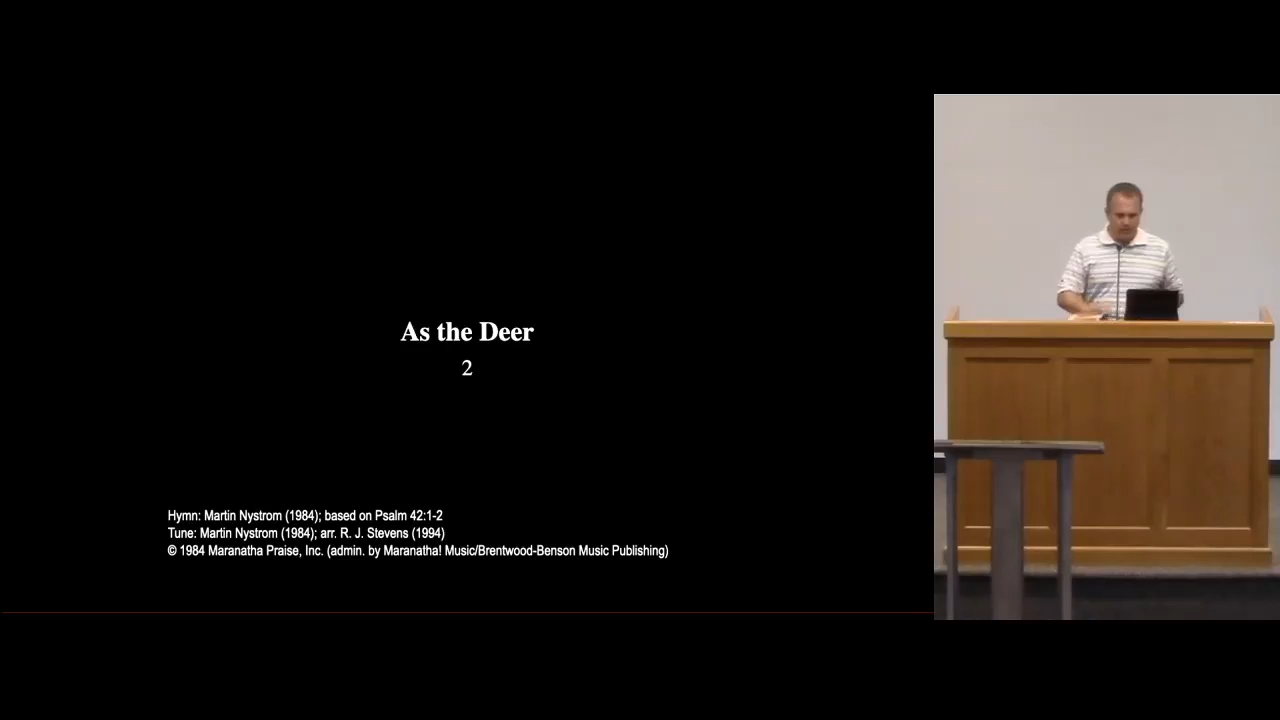 As the Deer
2
Hymn: Martin Nystrom (1984); based on Psalm 42:1-2
Tune: Martin Nystrom (1984); arr. R. J. Stevens (1994)
© 1984 Maranatha Praise, Inc. (admin. by Maranatha! Music/Brentwood-Benson Music Publishing)